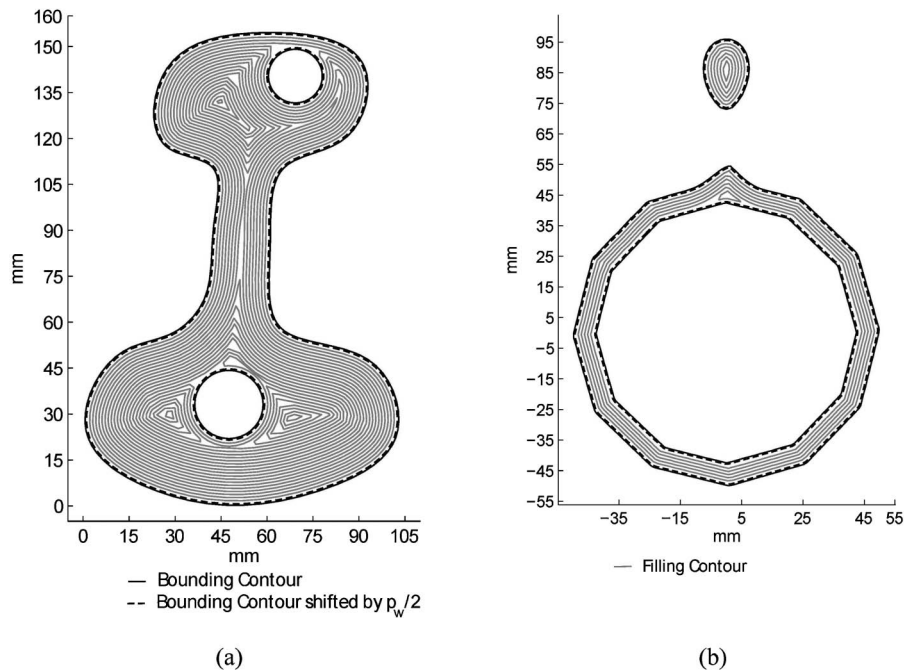 160
150
135
120
105
90
75
60
45
30
15
0
mm
0 15 30 45 60 75 90 105
mm
— Bounding Contour
-- Bounding Contour shifted by p_w/2
(a)
95
85
75
65
55
45
35
25
15
5
−5
−15
−25
−35
−45
−55
mm
−35 −15 5 25 45 55
mm
— Filling Contour
(b)